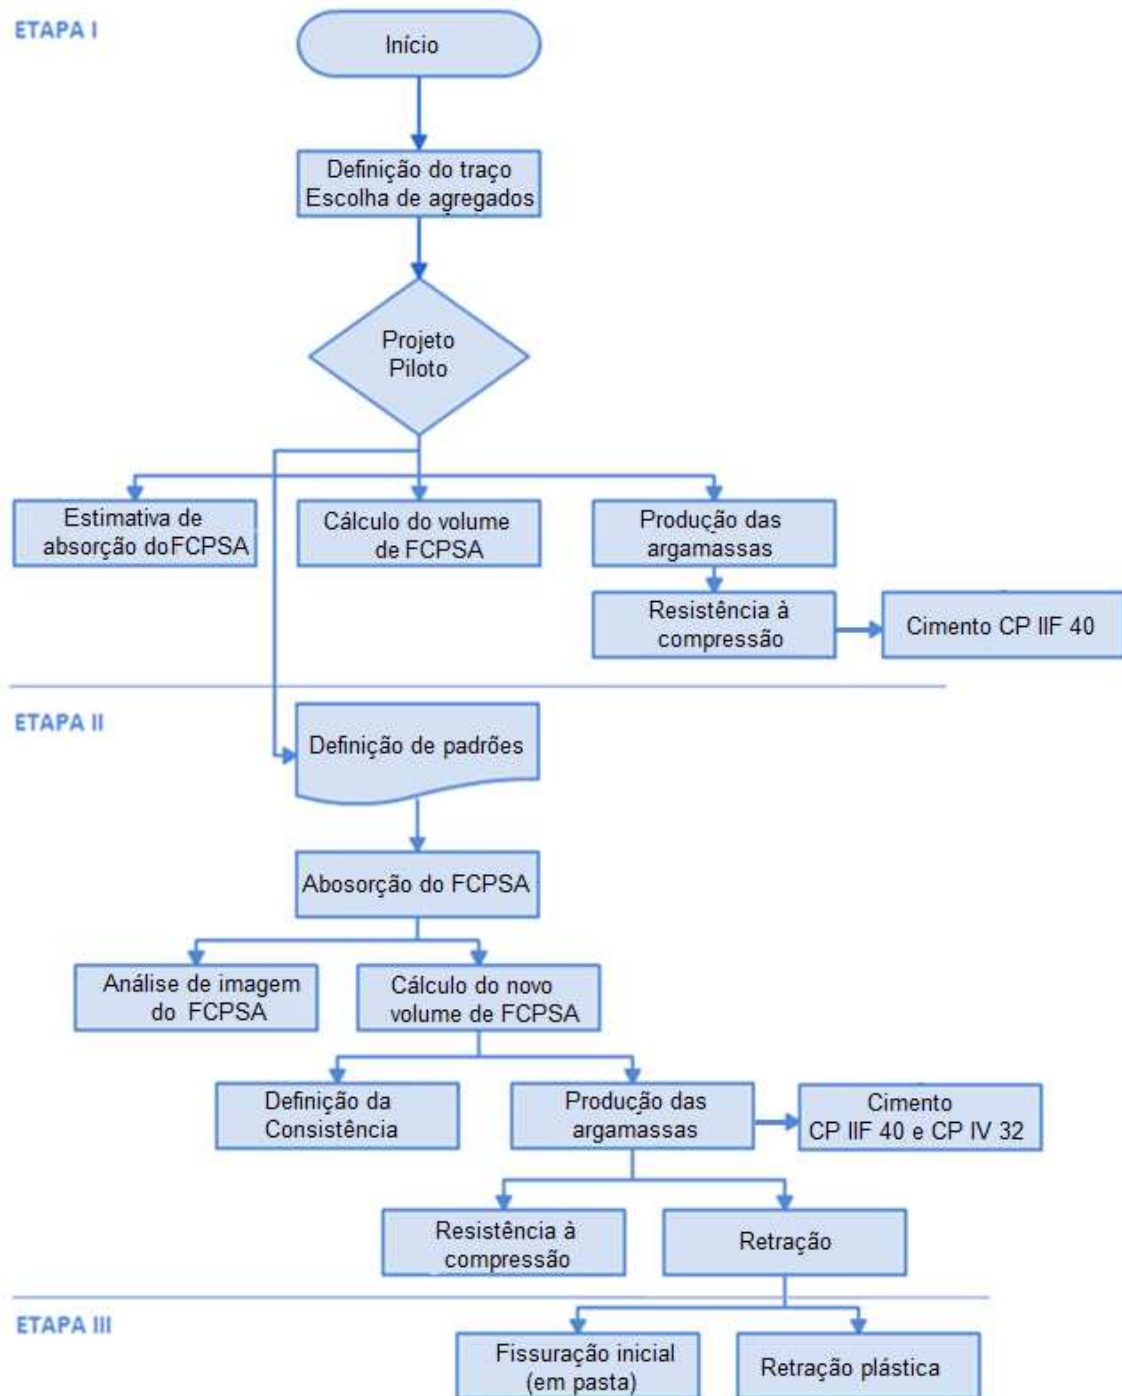 ETAPA I
Início
Definição do traço
Escolha de agregados
Projeto
Piloto
Estimativa de
absorção doFCPSA
Cálculo do volume
de FCPSA
Produção das
argamassas
Resistência à
compressão
Cimento CP IIF 40
ETAPA II
Definição de padrões
Abosorção do FCPSA
Análise de imagem
do FCPSA
Cálculo do novo
volume de FCPSA
Definição da
Consistência
Produção das
argamassas
Cimento
CP IIF 40 e CP IV 32
Resistência à
compressão
Retração
ETAPA III
Fissuração inicial
(em pasta)
Retração plástica